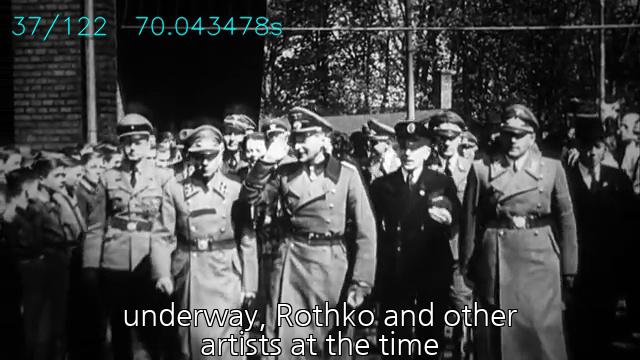 37/122 70.043478s
underway, Rothko and other
artists at the time